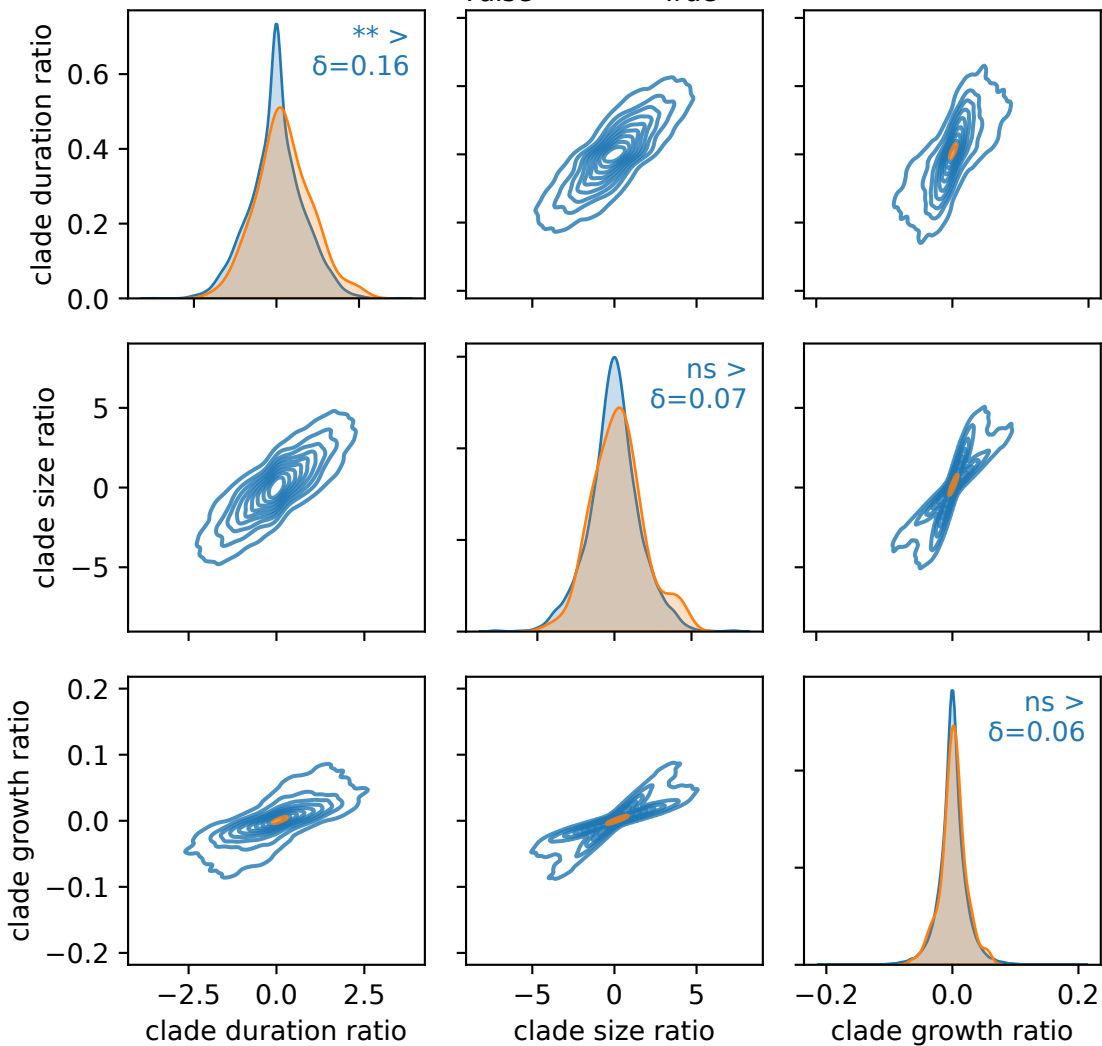 ** >
δ=0.16
clade duration ratio
0.6
0.4
0.2
0.0
ns >
δ=0.07
clade size ratio
5
0
−5
ns >
δ=0.06
clade growth ratio
0.2
0.1
0.0
−0.1
−0.2
−2.5 0.0 2.5 −5 0 5 −0.2 0.0 0.2
clade duration ratio clade size ratio clade growth ratio